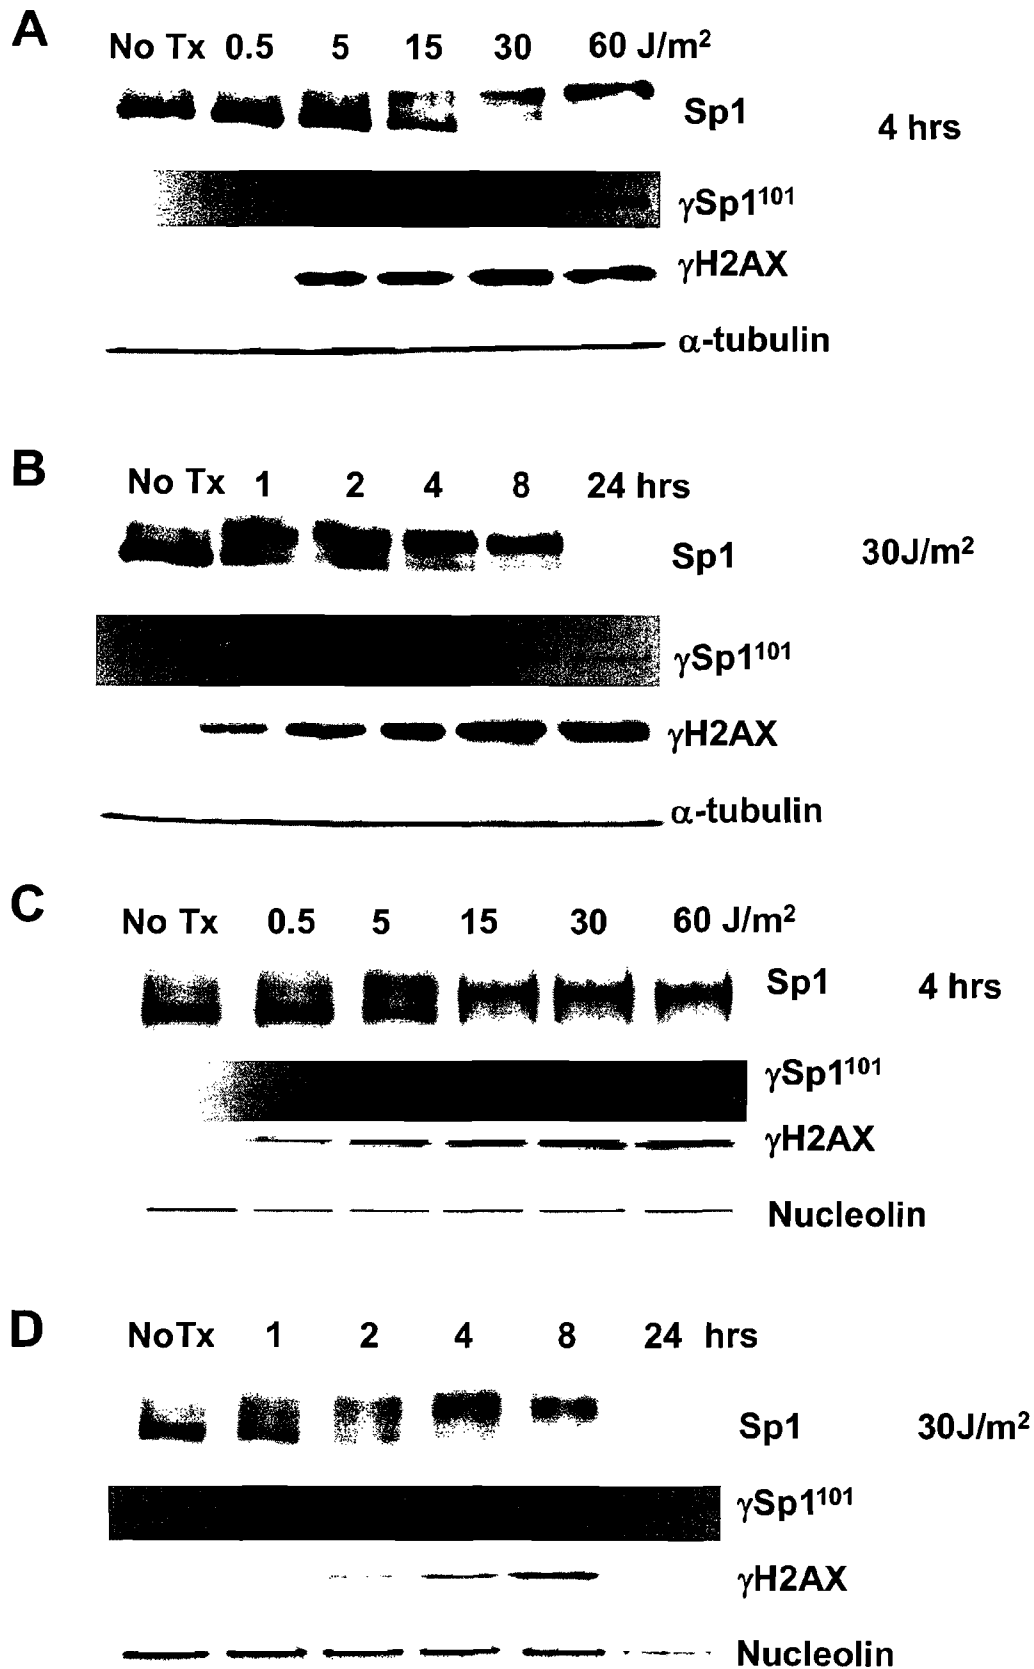 A
No Tx 0.5 5 15 30 60 J/m²
Sp1
4 hrs
γSp1¹⁰¹
γH2AX
α-tubulin
B
No Tx 1 2 4 8 24 hrs
Sp1
30J/m²
γSp1¹⁰¹
γH2AX
α-tubulin
C
No Tx 0.5 5 15 30 60 J/m²
Sp1
4 hrs
γSp1¹⁰¹
γH2AX
Nucleolin
D
NoTx 1 2 4 8 24 hrs
Sp1
30J/m²
γSp1¹⁰¹
γH2AX
Nucleolin